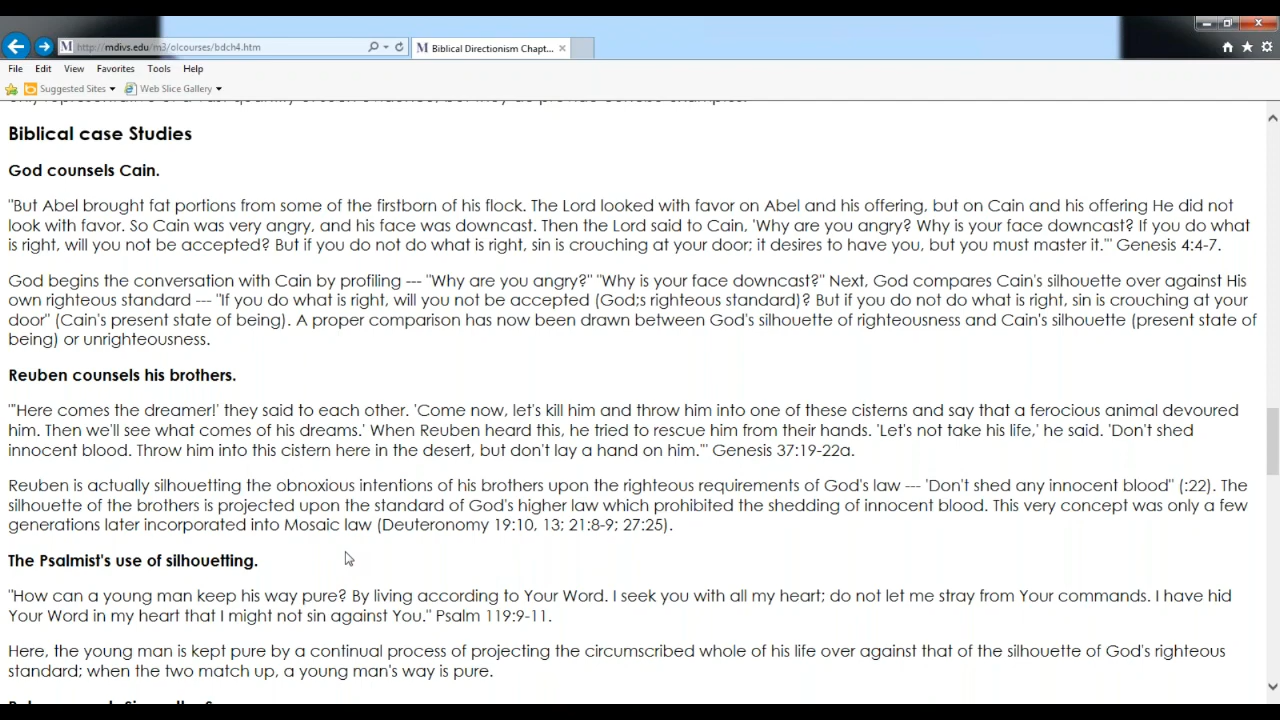 http://mdivs.edu/m3/olcourses/bdch4.htm
M Biblical Directionism Chapt...
File Edit View Favorites Tools Help
Suggested Sites Web Slice Gallery
Biblical case Studies
God counsels Cain.
"But Abel brought fat portions from some of the firstborn of his flock. The Lord looked with favor on Abel and his offering, but on Cain and his offering He did not
look with favor. So Cain was very angry, and his face was downcast. Then the Lord said to Cain, 'Why are you angry? Why is your face downcast? If you do what
is right, will you not be accepted? But if you do not do what is right, sin is crouching at your door; it desires to have you, but you must master it.'" Genesis 4:4-7.
God begins the conversation with Cain by profiling --- "Why are you angry?" "Why is your face downcast?" Next, God compares Cain's silhouette over against His
own righteous standard --- "If you do what is right, will you not be accepted (God;s righteous standard)? But if you do not do what is right, sin is crouching at your
door" (Cain's present state of being). A proper comparison has now been drawn between God's silhouette of righteousness and Cain's silhouette (present state of
being) or unrighteousness.
Reuben counsels his brothers.
"'Here comes the dreamer!' they said to each other. 'Come now, let's kill him and throw him into one of these cisterns and say that a ferocious animal devoured
him. Then we'll see what comes of his dreams.' When Reuben heard this, he tried to rescue him from their hands. 'Let's not take his life,' he said. 'Don't shed
innocent blood. Throw him into this cistern here in the desert, but don't lay a hand on him."'" Genesis 37:19-22a.
Reuben is actually silhouetting the obnoxious intentions of his brothers upon the righteous requirements of God's law --- 'Don't shed any innocent blood" (:22). The
silhouette of the brothers is projected upon the standard of God's higher law which prohibited the shedding of innocent blood. This very concept was only a few
generations later incorporated into Mosaic law (Deuteronomy 19:10, 13; 21:8-9; 27:25).
The Psalmist's use of silhouetting.
"How can a young man keep his way pure? By living according to Your Word. I seek you with all my heart; do not let me stray from Your commands. I have hid
Your Word in my heart that I might not sin against You." Psalm 119:9-11.
Here, the young man is kept pure by a continual process of projecting the circumscribed whole of his life over against that of the silhouette of God's righteous
standard; when the two match up, a young man's way is pure.